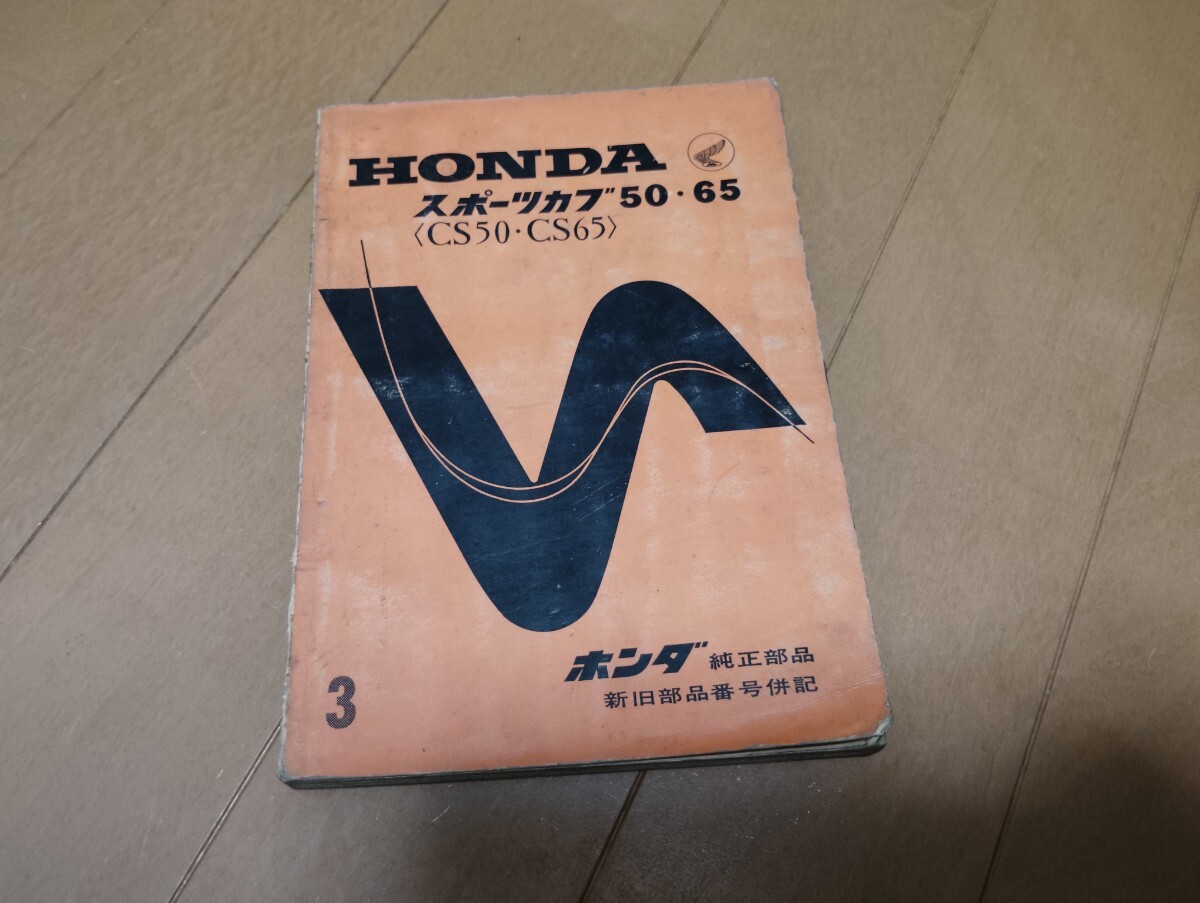 HONDA
スポーツカブ50・65
〈CS50・CS65〉
ホンダ 純正部品
新旧部品番号併記
3